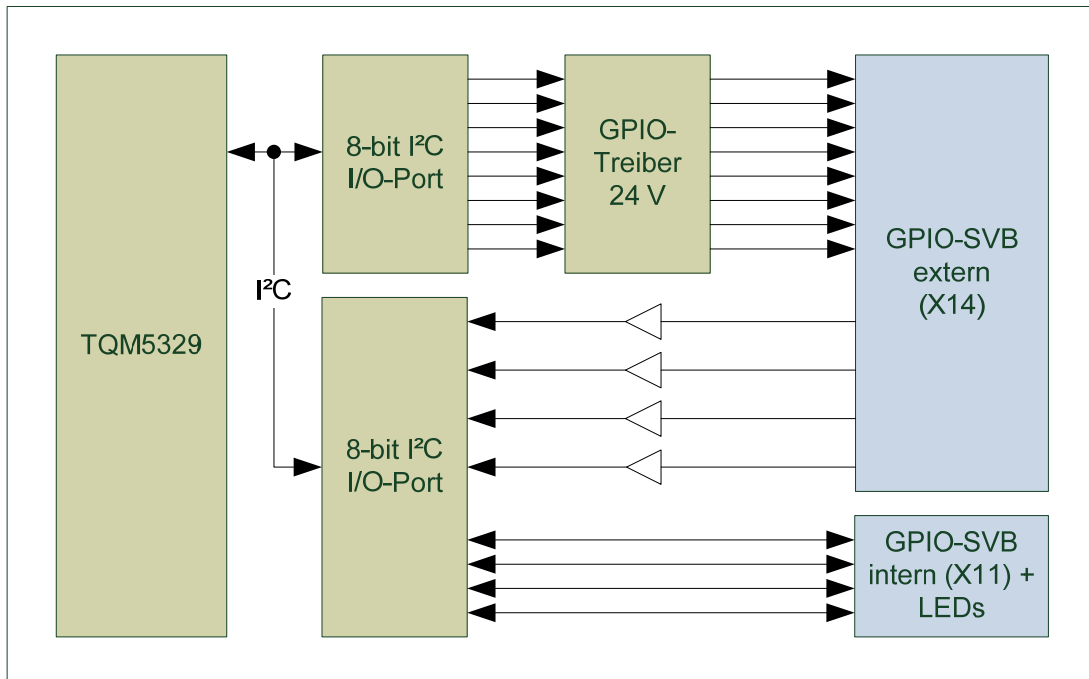 TQM5329
I²C
8-bit I²C
I/O-Port
GPIO-
Treiber
24 V
GPIO-SVB
extern
(X14)
8-bit I²C
I/O-Port
GPIO-SVB
intern (X11) +
LEDs